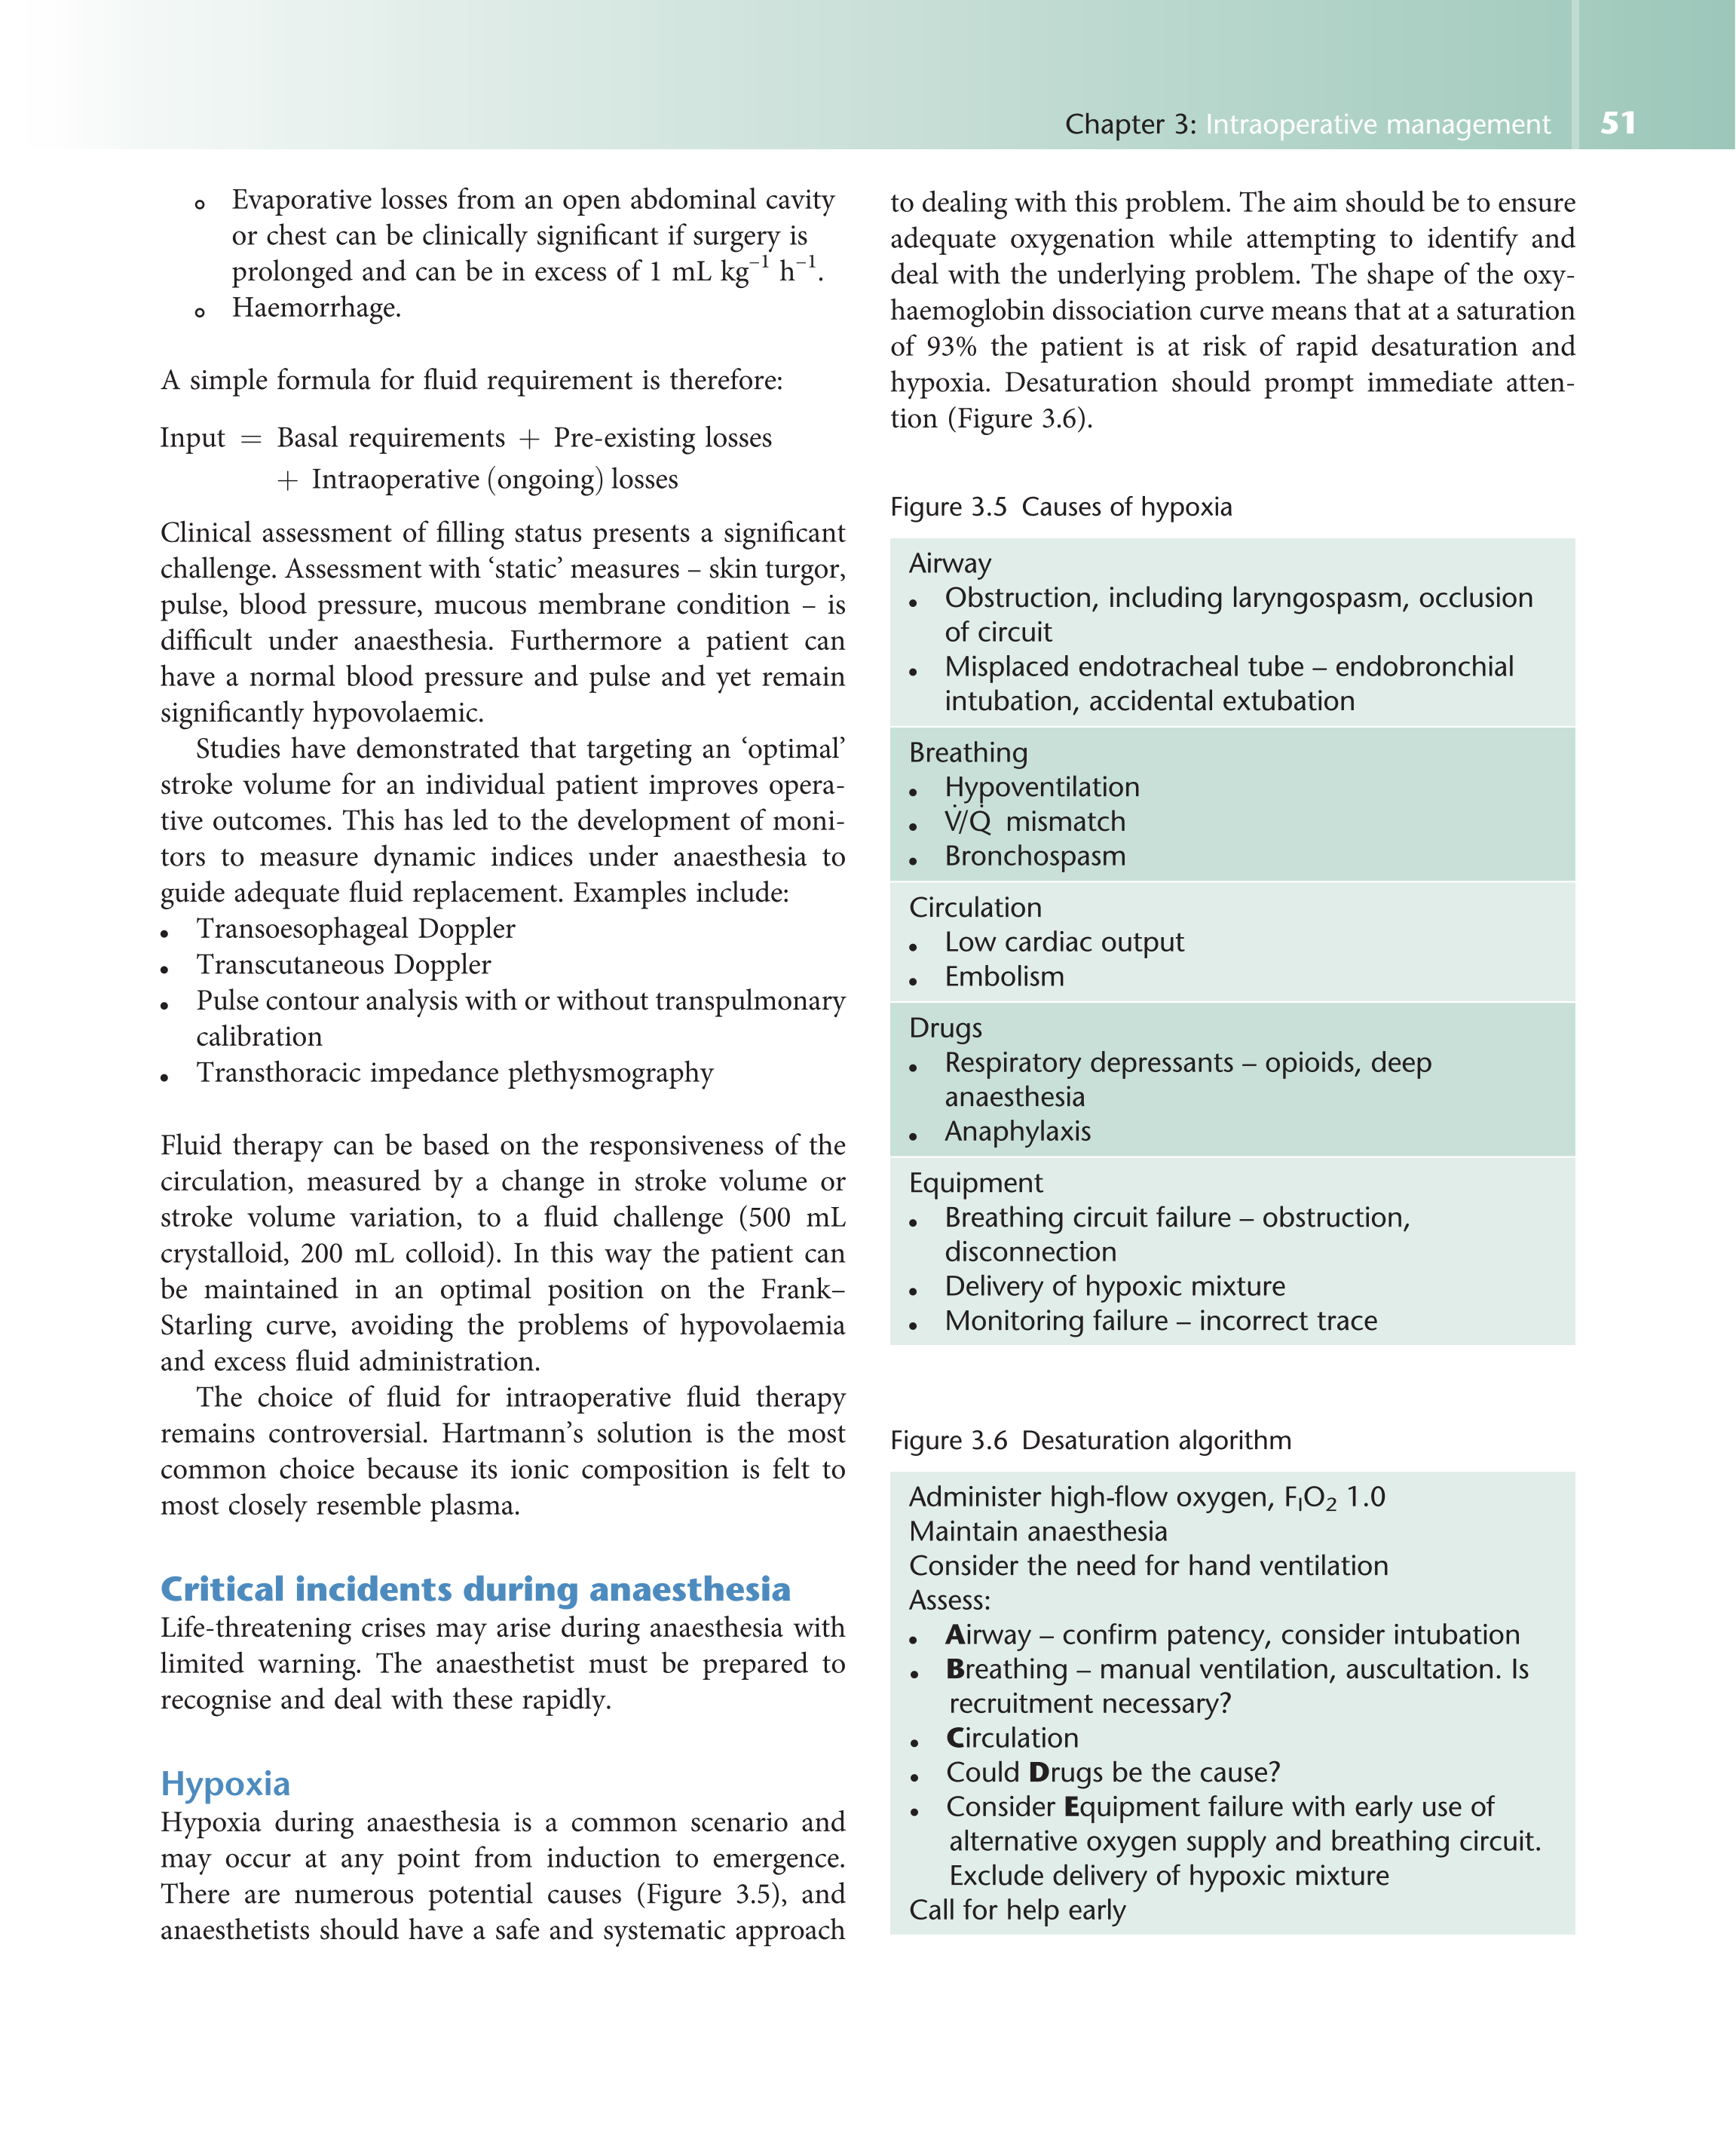 Chapter 3: Intraoperative management 51
◦ Evaporative losses from an open abdominal cavity
or chest can be clinically significant if surgery is
prolonged and can be in excess of 1 mL kg⁻¹ h⁻¹.
◦ Haemorrhage.
A simple formula for fluid requirement is therefore:
Input = Basal requirements + Pre-existing losses
+ Intraoperative (ongoing) losses
Clinical assessment of filling status presents a significant
challenge. Assessment with ‘static’ measures – skin turgor,
pulse, blood pressure, mucous membrane condition – is
difficult under anaesthesia. Furthermore a patient can
have a normal blood pressure and pulse and yet remain
significantly hypovolaemic.
Studies have demonstrated that targeting an ‘optimal’
stroke volume for an individual patient improves opera-
tive outcomes. This has led to the development of moni-
tors to measure dynamic indices under anaesthesia to
guide adequate fluid replacement. Examples include:
• Transoesophageal Doppler
• Transcutaneous Doppler
• Pulse contour analysis with or without transpulmonary
calibration
• Transthoracic impedance plethysmography
Fluid therapy can be based on the responsiveness of the
circulation, measured by a change in stroke volume or
stroke volume variation, to a fluid challenge (500 mL
crystalloid, 200 mL colloid). In this way the patient can
be maintained in an optimal position on the Frank–
Starling curve, avoiding the problems of hypovolaemia
and excess fluid administration.
The choice of fluid for intraoperative fluid therapy
remains controversial. Hartmann’s solution is the most
common choice because its ionic composition is felt to
most closely resemble plasma.
Critical incidents during anaesthesia
Life-threatening crises may arise during anaesthesia with
limited warning. The anaesthetist must be prepared to
recognise and deal with these rapidly.
Hypoxia
Hypoxia during anaesthesia is a common scenario and
may occur at any point from induction to emergence.
There are numerous potential causes (Figure 3.5), and
anaesthetists should have a safe and systematic approach
to dealing with this problem. The aim should be to ensure
adequate oxygenation while attempting to identify and
deal with the underlying problem. The shape of the oxy-
haemoglobin dissociation curve means that at a saturation
of 93% the patient is at risk of rapid desaturation and
hypoxia. Desaturation should prompt immediate atten-
tion (Figure 3.6).
Figure 3.5 Causes of hypoxia
Airway
• Obstruction, including laryngospasm, occlusion
of circuit
• Misplaced endotracheal tube – endobronchial
intubation, accidental extubation
Breathing
• Hypoventilation
• V̇/Q̇ mismatch
• Bronchospasm
Circulation
• Low cardiac output
• Embolism
Drugs
• Respiratory depressants – opioids, deep
anaesthesia
• Anaphylaxis
Equipment
• Breathing circuit failure – obstruction,
disconnection
• Delivery of hypoxic mixture
• Monitoring failure – incorrect trace
Figure 3.6 Desaturation algorithm
Administer high-flow oxygen, FIO₂ 1.0
Maintain anaesthesia
Consider the need for hand ventilation
Assess:
• Airway – confirm patency, consider intubation
• Breathing – manual ventilation, auscultation. Is
recruitment necessary?
• Circulation
• Could Drugs be the cause?
• Consider Equipment failure with early use of
alternative oxygen supply and breathing circuit.
Exclude delivery of hypoxic mixture
Call for help early